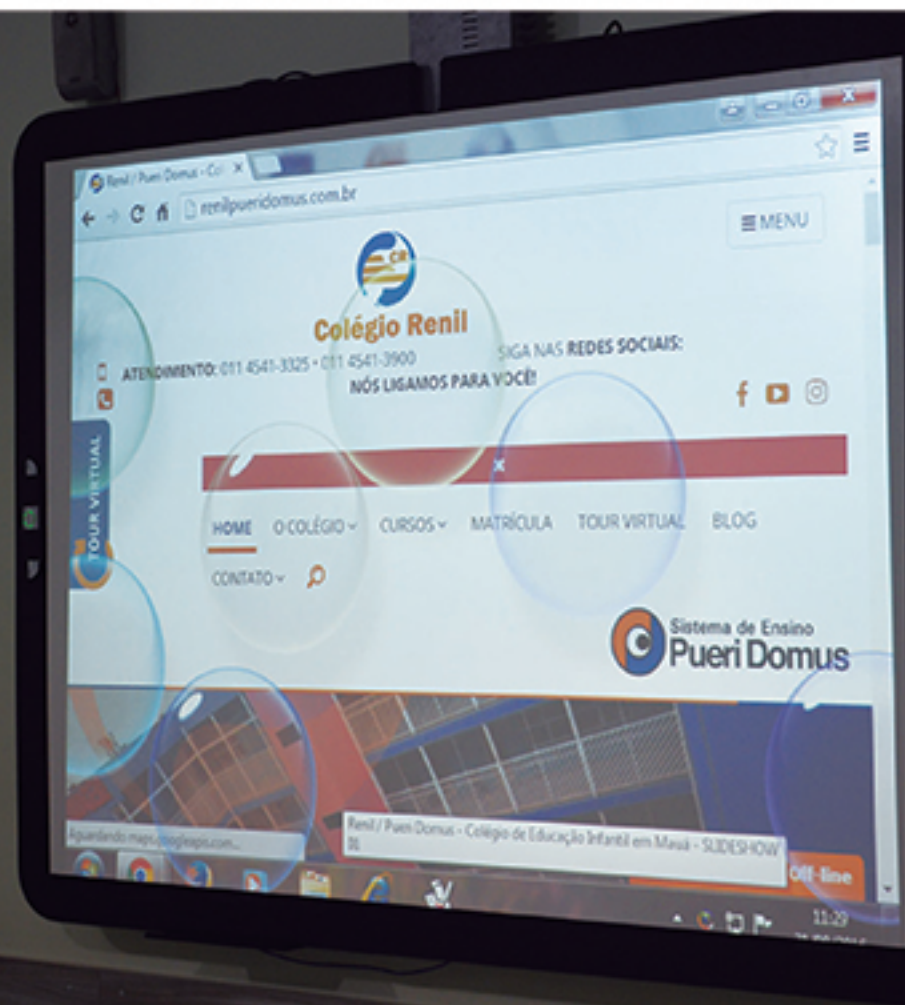 Renil / Pueri Domus - Col
renilpueridomus.com.br
MENU
CR
Colégio Renil
ATENDIMENTO: 011 4541-3325 • 011 4541-3900
SIGA NAS REDES SOCIAIS:
NÓS LIGAMOS PARA VOCÊ!
TOUR VIRTUAL
x
HOME O COLÉGIO CURSOS MATRÍCULA TOUR VIRTUAL BLOG
CONTATO
Sistema de Ensino
Pueri Domus
Aguardando maps.googleapis.com...
Renil / Pueri Domus - Colégio de Educação Infantil em Mauá - SLIDESHOW
01
Off-line
11:29